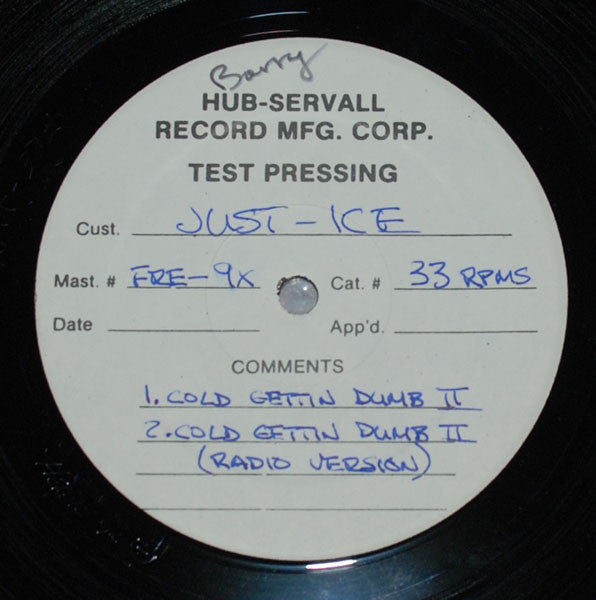 Barry
HUB-SERVALL
RECORD MFG. CORP.
TEST PRESSING
Cust. JUST-ICE
Mast. # FRE-9X Cat. # 33 RPMS
Date App'd.
COMMENTS
1. COLD GETTIN DUMB II
2. COLD GETTIN DUMB II
(RADIO VERSION)